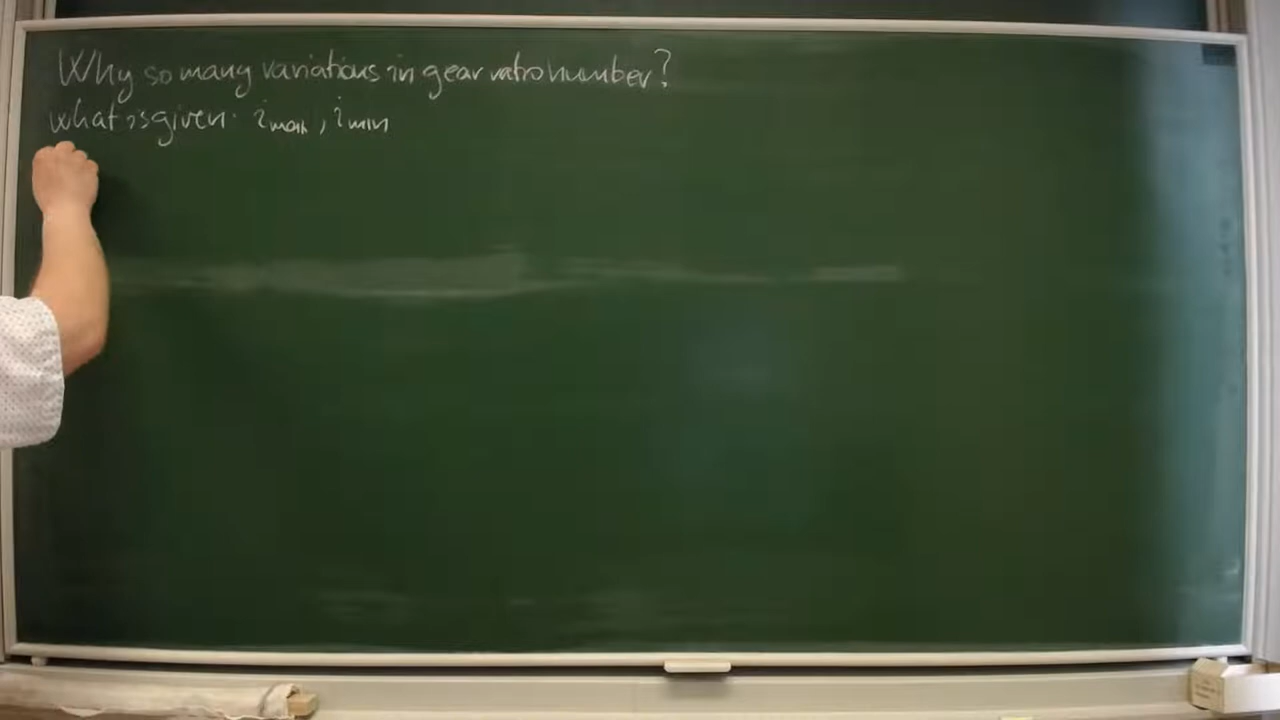 Why so many variations in gear ratio number?
what is given: i max, i min